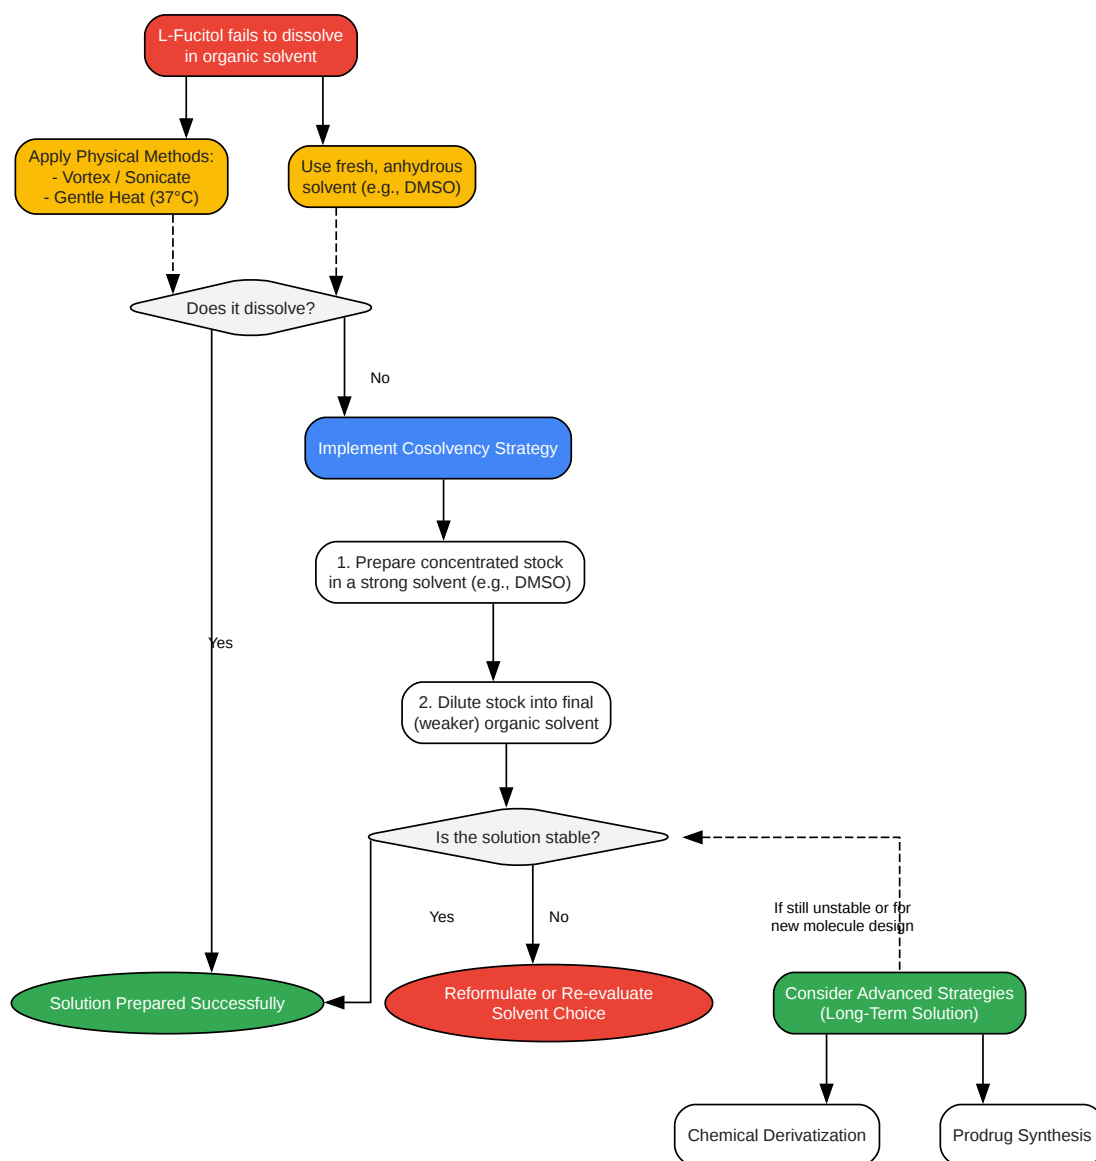 L-Fucitol fails to dissolve
in organic solvent
Apply Physical Methods:
- Vortex / Sonicate
- Gentle Heat (37°C)
Use fresh, anhydrous
solvent (e.g., DMSO)
Does it dissolve?
No
Implement Cosolvency Strategy
1. Prepare concentrated stock
in a strong solvent (e.g., DMSO)
Yes
2. Dilute stock into final
(weaker) organic solvent
Is the solution stable?
Yes
No
If still unstable or for
new molecule design
Solution Prepared Successfully
Reformulate or Re-evaluate
Solvent Choice
Consider Advanced Strategies
(Long-Term Solution)
Chemical Derivatization
Prodrug Synthesis